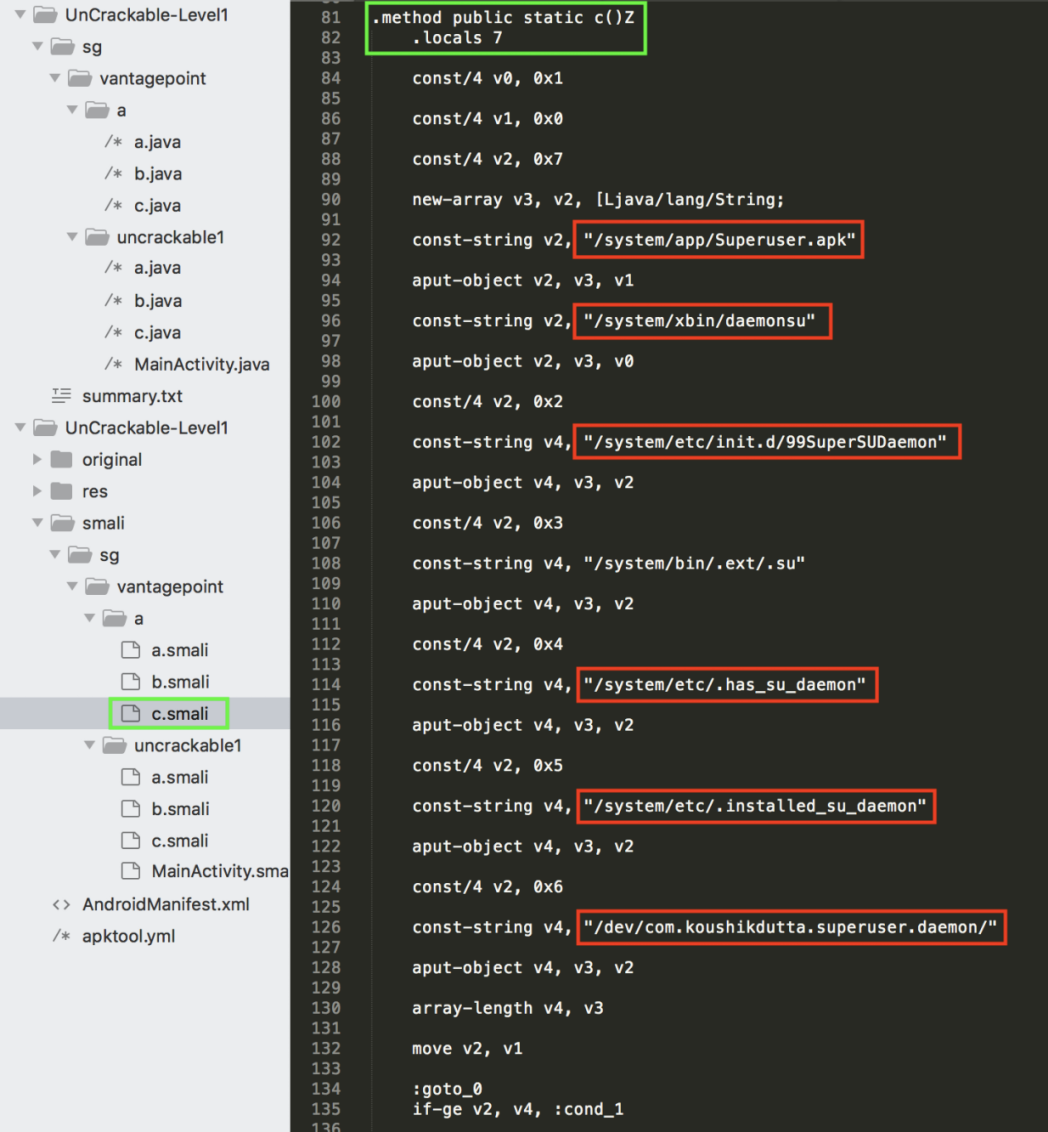 UnCrackable-Level1
sg
vantagepoint
a
/* a.java
/* b.java
/* c.java
uncrackable1
/* a.java
/* b.java
/* c.java
/* MainActivity.java
summary.txt
UnCrackable-Level1
original
res
smali
sg
vantagepoint
a
a.smali
b.smali
c.smali
uncrackable1
a.smali
b.smali
c.smali
MainActivity.sma
<> AndroidManifest.xml
/* apktool.yml
81 .method public static c()Z
82 .locals 7
83
84 const/4 v0, 0x1
85
86 const/4 v1, 0x0
87
88 const/4 v2, 0x7
89
90 new-array v3, v2, [Ljava/lang/String;
91
92 const-string v2, "/system/app/Superuser.apk"
93
94 aput-object v2, v3, v1
95
96 const-string v2, "/system/xbin/daemonsu"
97
98 aput-object v2, v3, v0
99
100 const/4 v2, 0x2
101
102 const-string v4, "/system/etc/init.d/99SuperSUDaemon"
103
104 aput-object v4, v3, v2
105
106 const/4 v2, 0x3
107
108 const-string v4, "/system/bin/.ext/.su"
109
110 aput-object v4, v3, v2
111
112 const/4 v2, 0x4
113
114 const-string v4, "/system/etc/.has_su_daemon"
115
116 aput-object v4, v3, v2
117
118 const/4 v2, 0x5
119
120 const-string v4, "/system/etc/.installed_su_daemon"
121
122 aput-object v4, v3, v2
123
124 const/4 v2, 0x6
125
126 const-string v4, "/dev/com.koushikdutta.superuser.daemon/"
127
128 aput-object v4, v3, v2
129
130 array-length v4, v3
131
132 move v2, v1
133
134 :goto_0
135 if-ge v2, v4, :cond_1
136